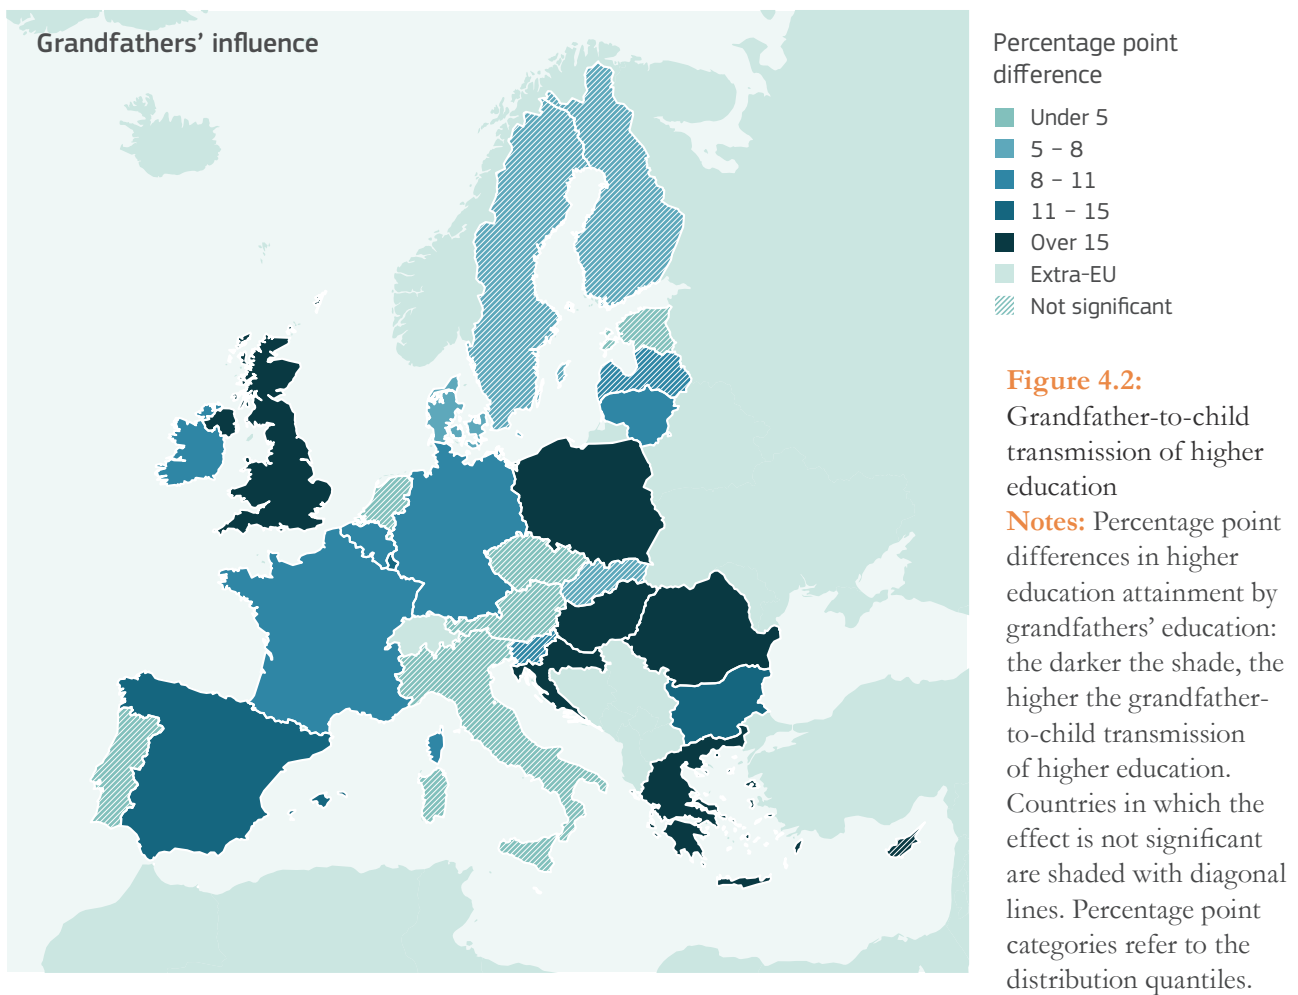 Grandfathers’ influence
Percentage point
difference
Under 5
5 – 8
8 – 11
11 – 15
Over 15
Extra-EU
Not significant
Figure 4.2:
Grandfather-to-child
transmission of higher
education
Notes: Percentage point
differences in higher
education attainment by
grandfathers’ education:
the darker the shade, the
higher the grandfather-
to-child transmission
of higher education.
Countries in which the
effect is not significant
are shaded with diagonal
lines. Percentage point
categories refer to the
distribution quantiles.